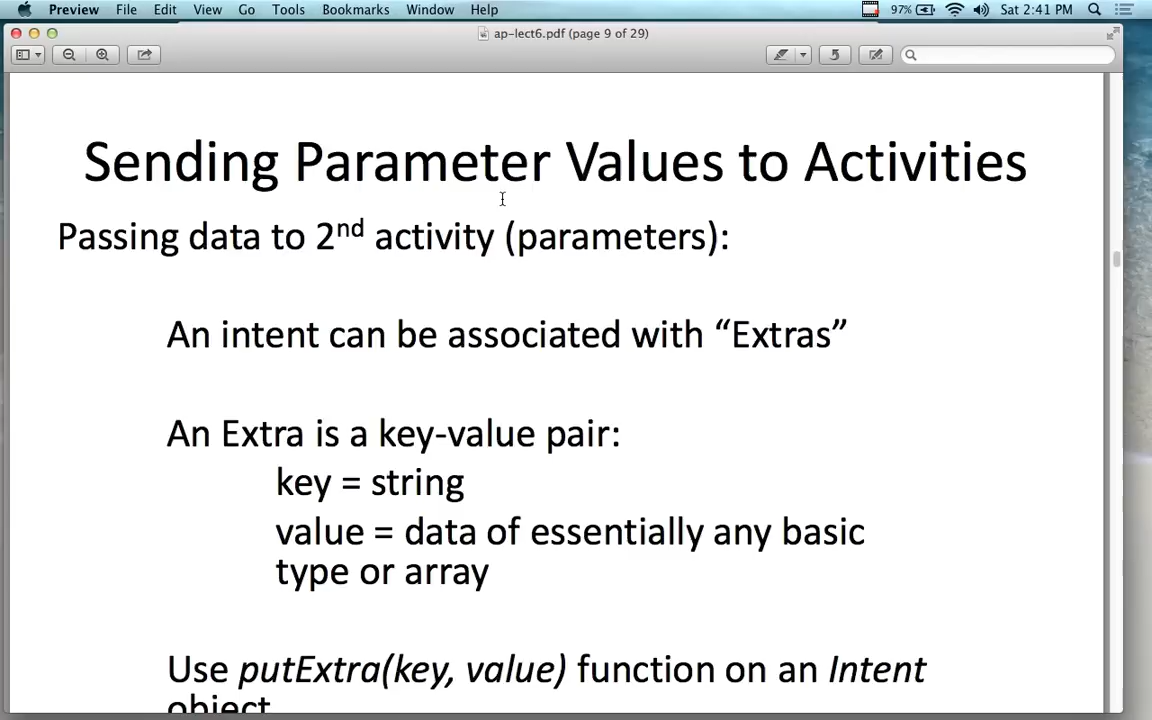 Preview File Edit View Go Tools Bookmarks Window Help 97% Sat 2:41 PM
ap-lect6.pdf (page 9 of 29)
Sending Parameter Values to Activities
Passing data to 2nd activity (parameters):
An intent can be associated with “Extras”
An Extra is a key-value pair:
key = string
value = data of essentially any basic
type or array
Use putExtra(key, value) function on an Intent
object